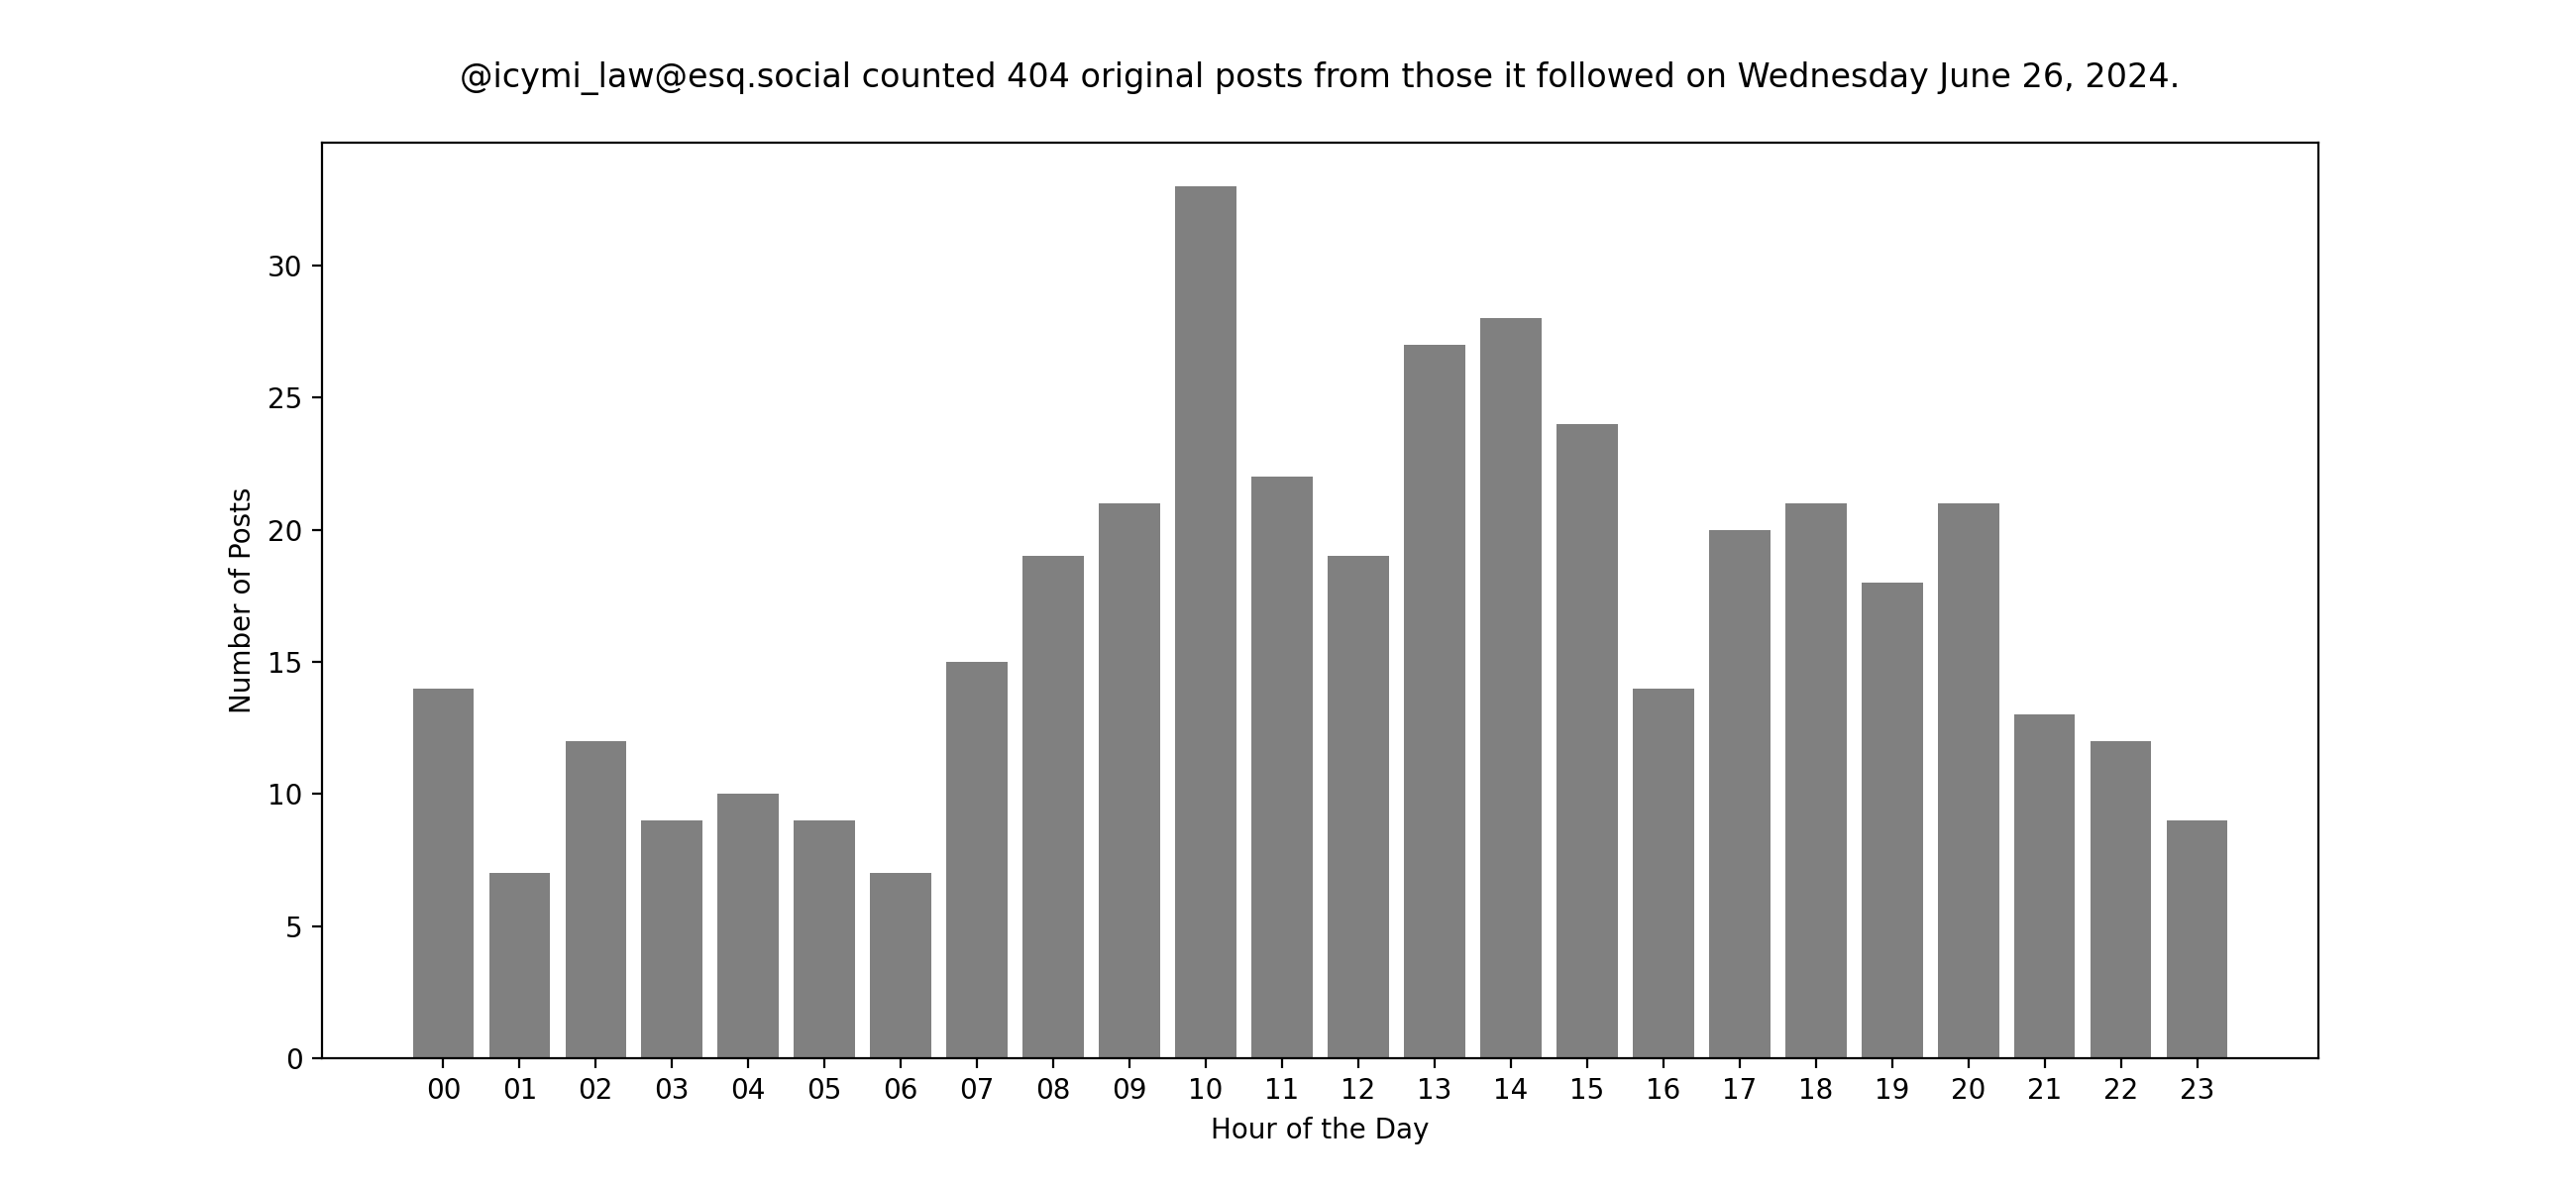 @icymi_law@esq.social counted 404 original posts from those it followed on Wednesday June 26, 2024.
30
25
20
15
10
5
0
Number of Posts
00 01 02 03 04 05 06 07 08 09 10 11 12 13 14 15 16 17 18 19 20 21 22 23
Hour of the Day